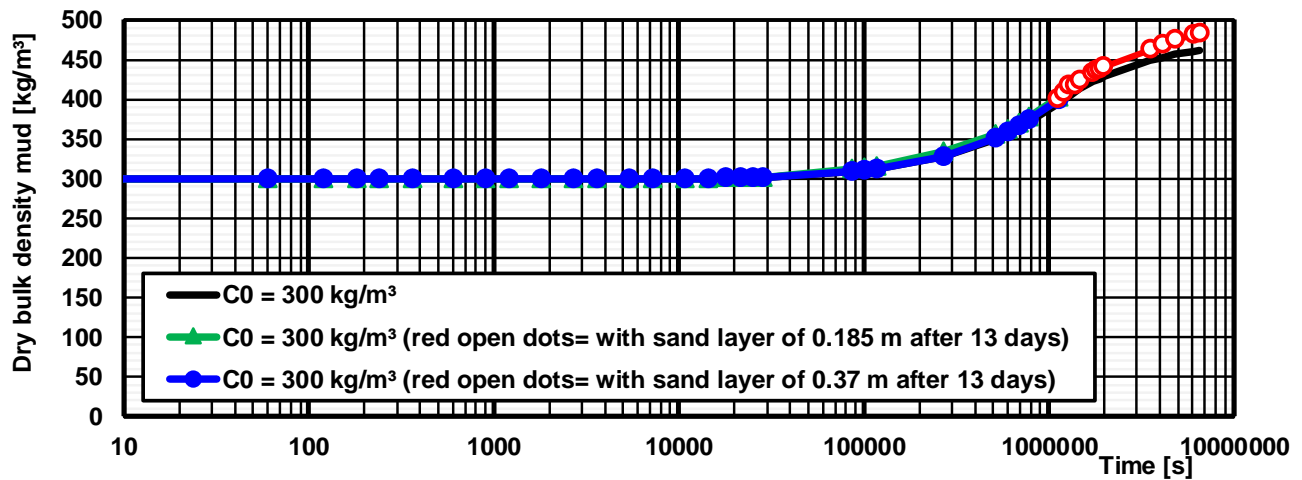 Dry bulk density mud [kg/m³]
500
450
400
350
300
250
200
150
100
50
0
C0 = 300 kg/m³
C0 = 300 kg/m³ (red open dots= with sand layer of 0.185 m after 13 days)
C0 = 300 kg/m³ (red open dots= with sand layer of 0.37 m after 13 days)
10 100 1000 10000 100000 1000000 10000000
Time [s]